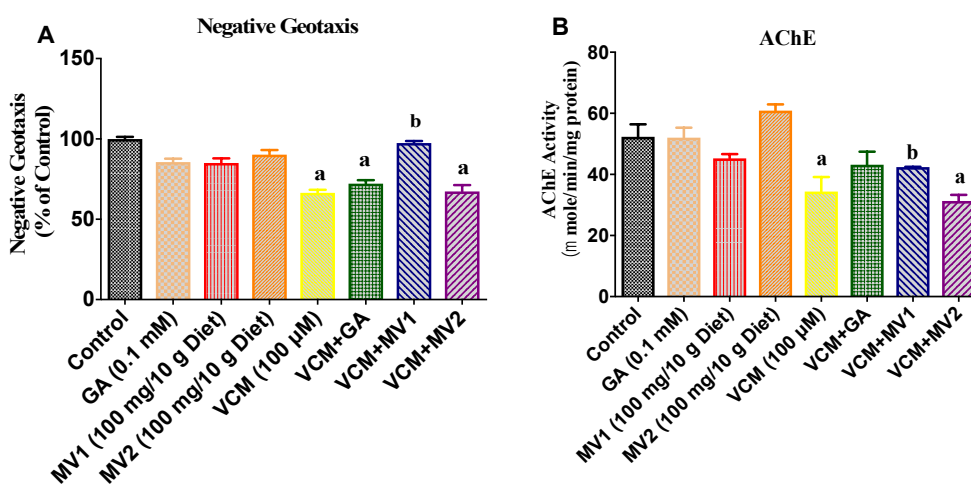 A
Negative Geotaxis
Negative Geotaxis
(% of Control)
150
100
50
0
a
a
b
a
Control
GA (0.1 mM)
MV1 (100 mg/10 g Diet)
MV2 (100 mg/10 g Diet)
VCM (100 µM)
VCM+GA
VCM+MV1
VCM+MV2
B
AChE
AChE Activity
(m mole/min/mg protein)
80
60
40
20
0
a
b
a
Control
GA (0.1 mM)
MV1 (100 mg/10 g Diet)
MV2 (100 mg/10 g Diet)
VCM (100 µM)
VCM+GA
VCM+MV1
VCM+MV2